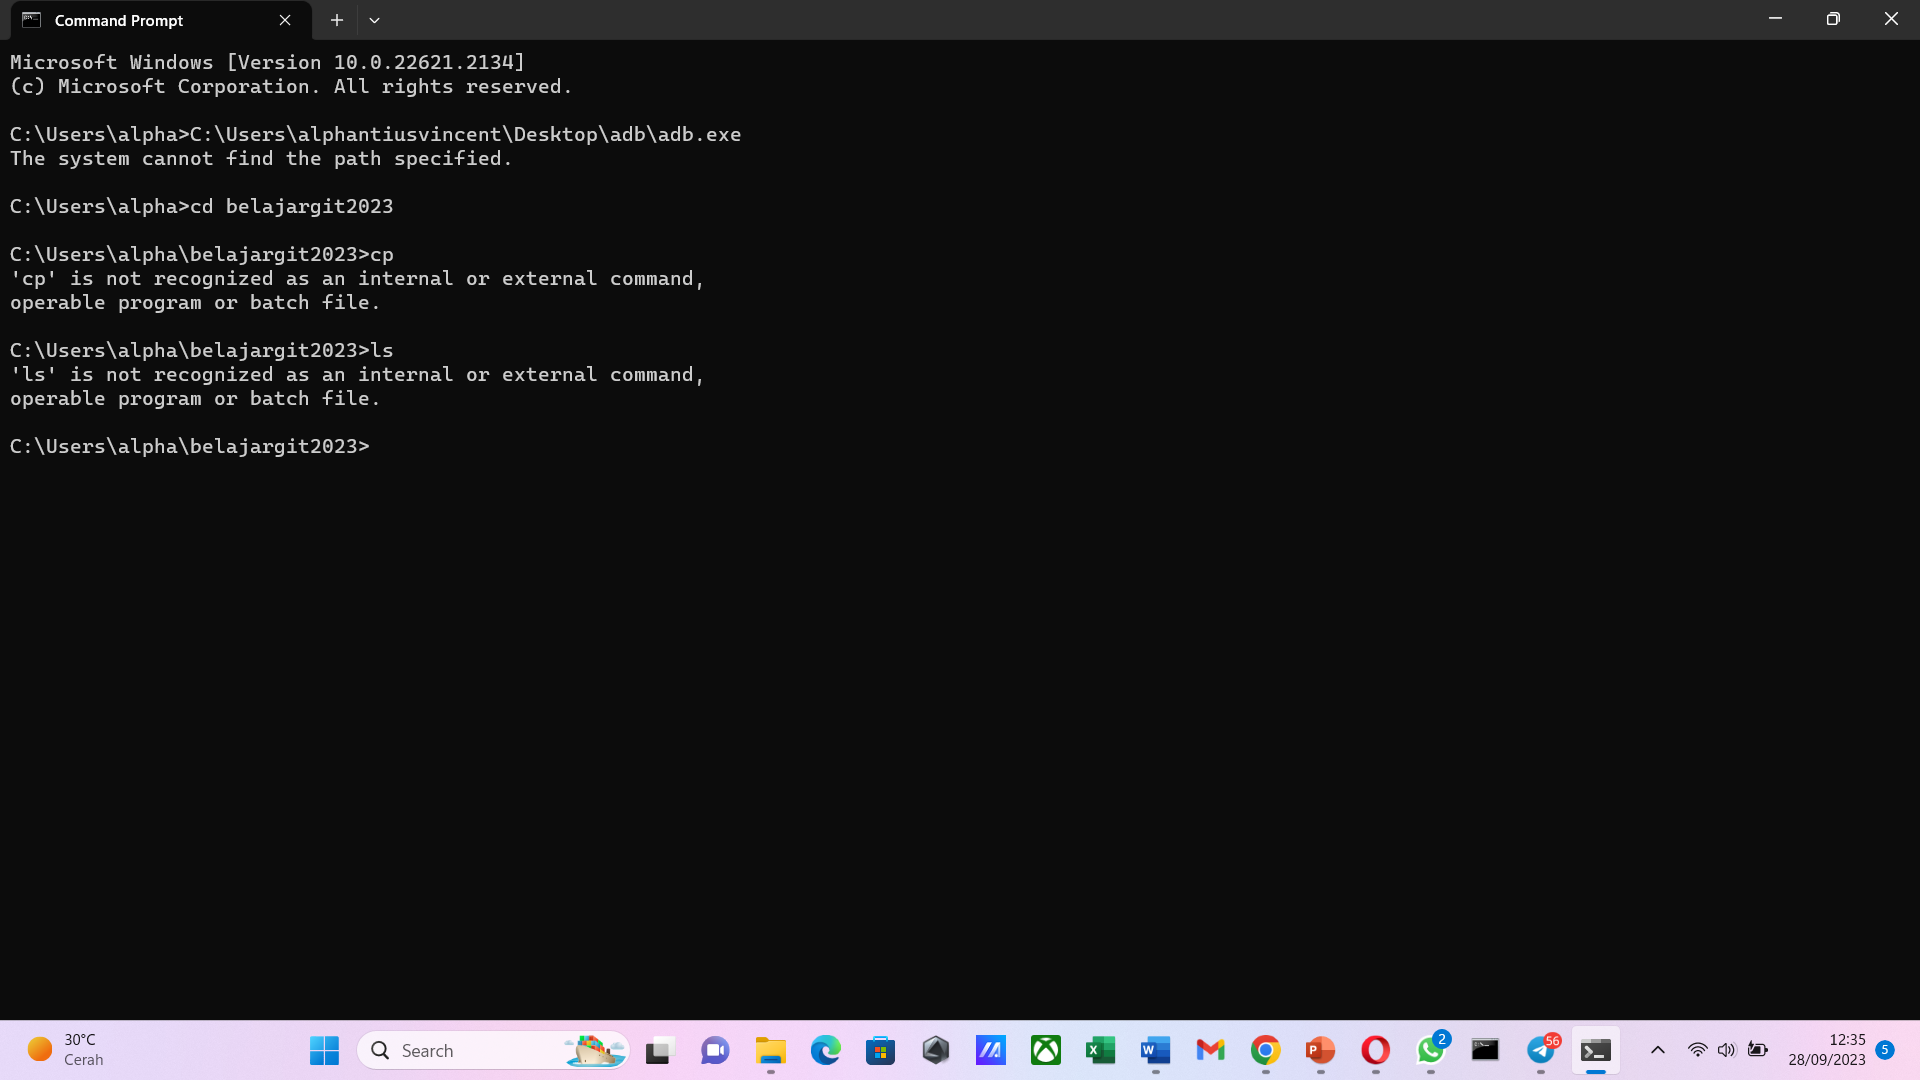 Command Prompt
Microsoft Windows [Version 10.0.22621.2134]
(c) Microsoft Corporation. All rights reserved.
C:\Users\alpha>C:\Users\alphantiusvincent\Desktop\adb\adb.exe
The system cannot find the path specified.
C:\Users\alpha>cd belajargit2023
C:\Users\alpha\belajargit2023>cp
'cp' is not recognized as an internal or external command,
operable program or batch file.
C:\Users\alpha\belajargit2023>ls
'ls' is not recognized as an internal or external command,
operable program or batch file.
C:\Users\alpha\belajargit2023>
30°C
Cerah
Search
2
56
12:35
28/09/2023
5